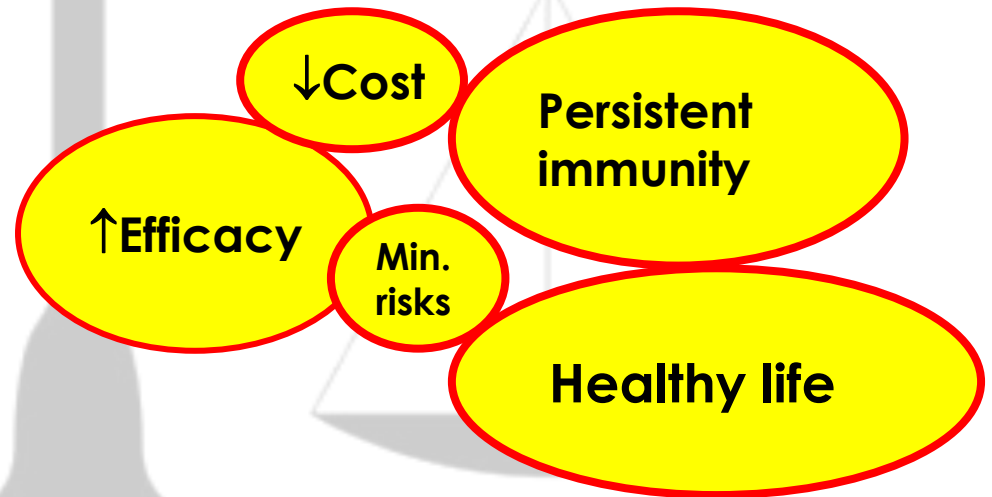 ↓Cost
Persistent
immunity
↑Efficacy
Min.
risks
Healthy life